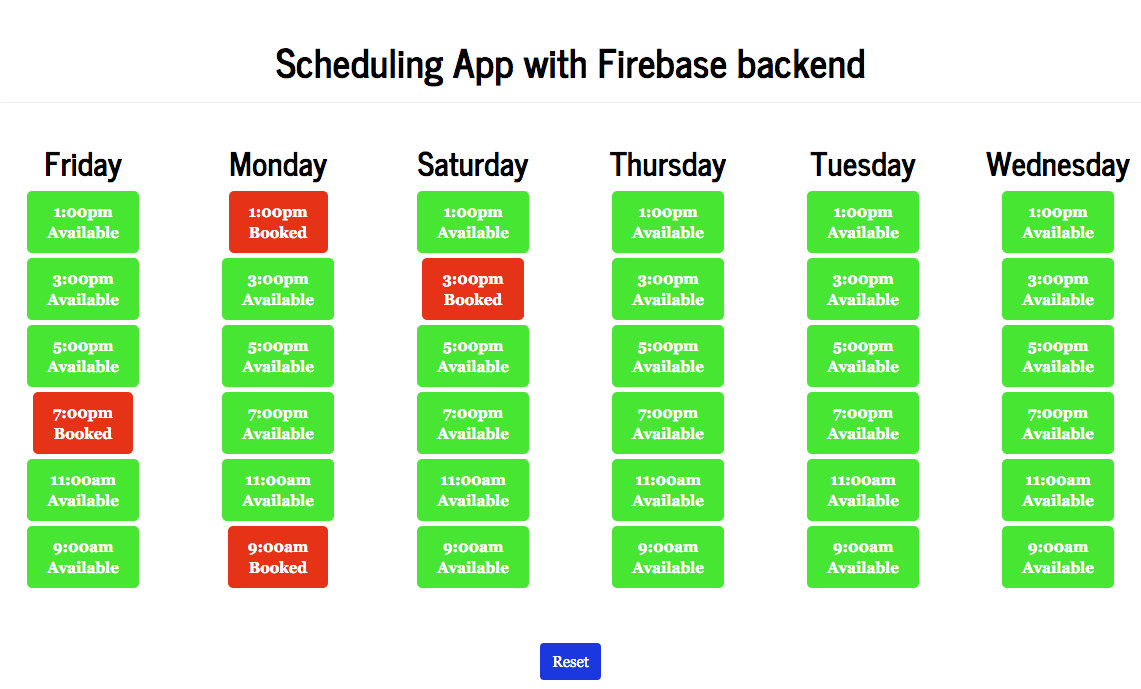 Scheduling App with Firebase backend
Friday
1:00pm
Available
3:00pm
Available
5:00pm
Available
7:00pm
Booked
11:00am
Available
9:00am
Available
Monday
1:00pm
Booked
3:00pm
Available
5:00pm
Available
7:00pm
Available
11:00am
Available
9:00am
Booked
Saturday
1:00pm
Available
3:00pm
Booked
5:00pm
Available
7:00pm
Available
11:00am
Available
9:00am
Available
Thursday
1:00pm
Available
3:00pm
Available
5:00pm
Available
7:00pm
Available
11:00am
Available
9:00am
Available
Tuesday
1:00pm
Available
3:00pm
Available
5:00pm
Available
7:00pm
Available
11:00am
Available
9:00am
Available
Wednesday
1:00pm
Available
3:00pm
Available
5:00pm
Available
7:00pm
Available
11:00am
Available
9:00am
Available
Reset